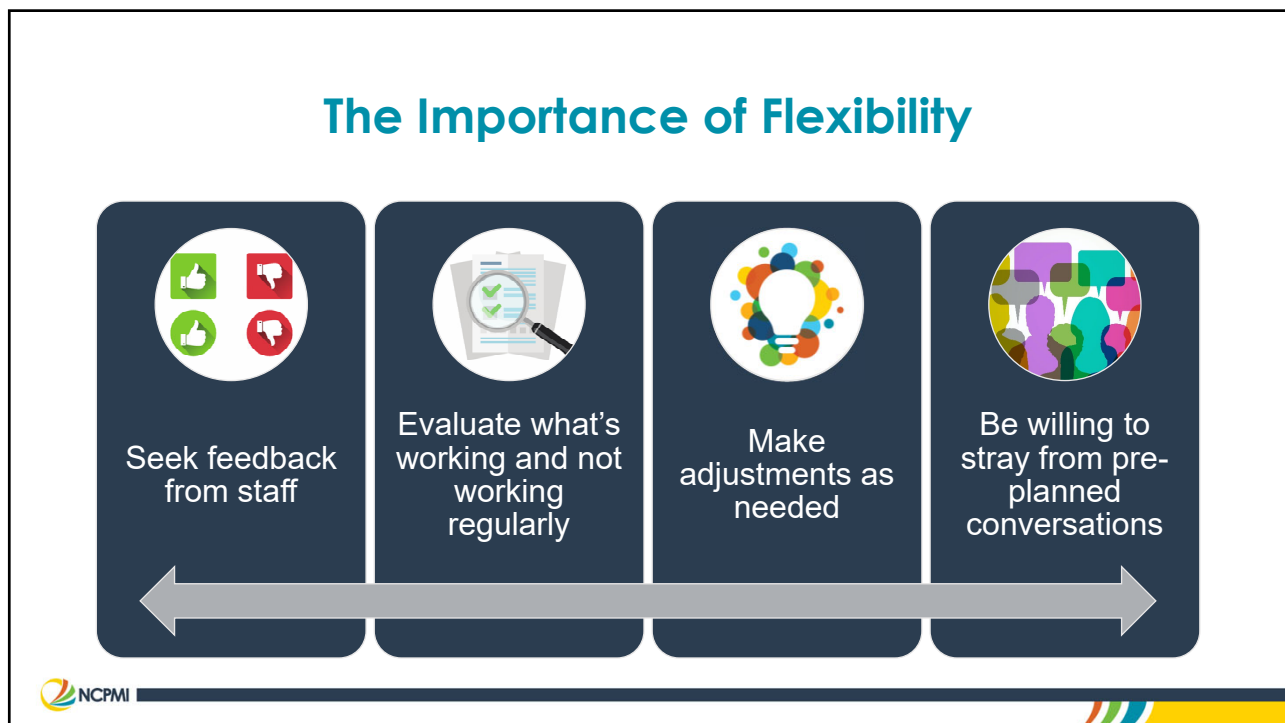 The Importance of Flexibility
Seek feedback
from staff
Evaluate what's
working and not
working
regularly
Make
adjustments as
needed
Be willing to
stray from pre-
planned
conversations
NCPMI